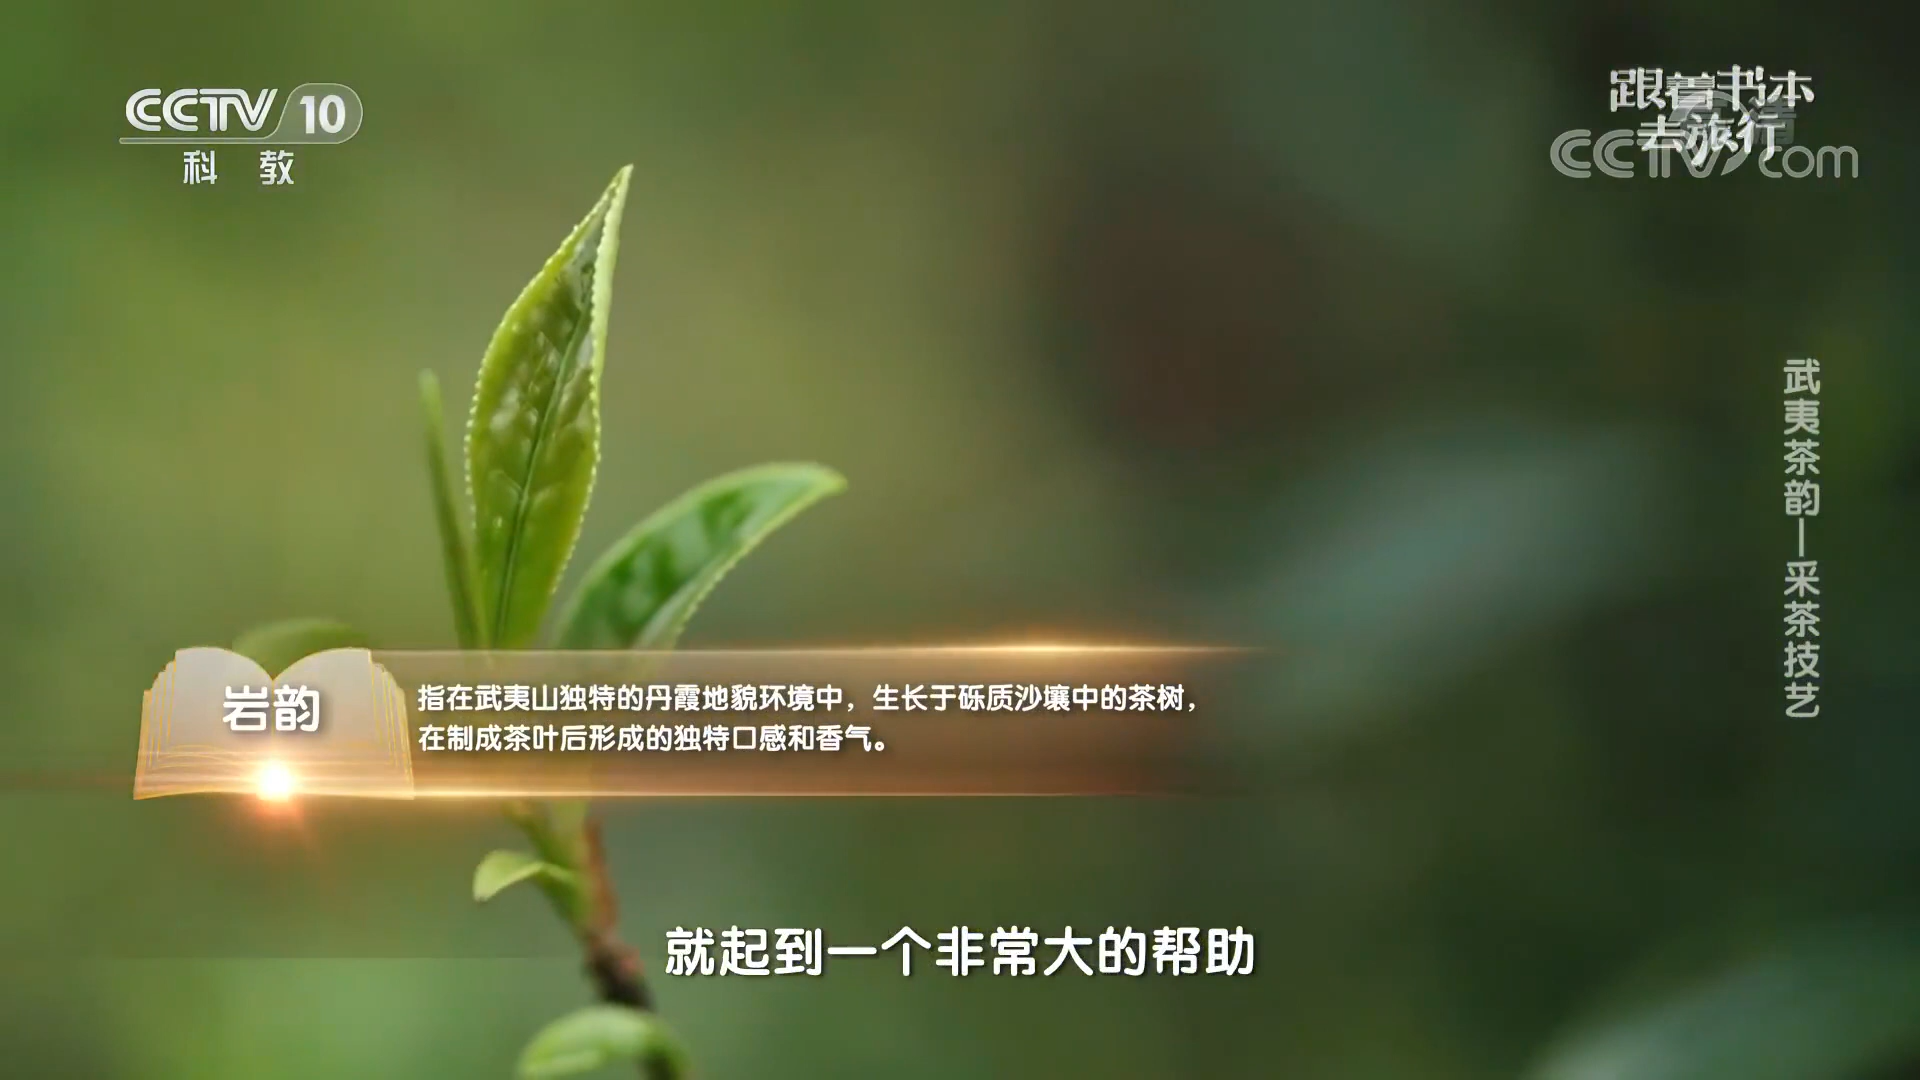 CCTV 10
科 教
跟着书本
去旅行
高清
CCTV.com
武夷茶韵—采茶技艺
岩韵
指在武夷山独特的丹霞地貌环境中，生长于砾质沙壤中的茶树，
在制成茶叶后形成的独特口感和香气。
就起到一个非常大的帮助